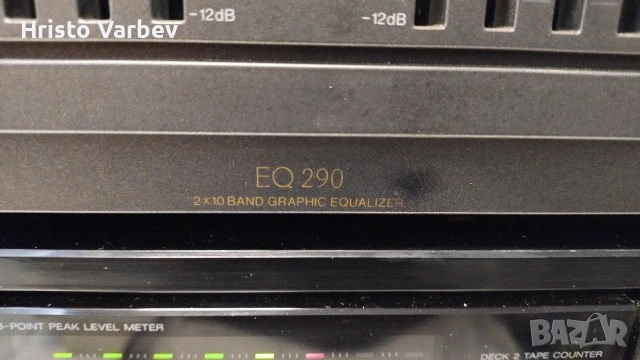 Hristo Varbev
-12dB -12dB
EQ 290
2×10 BAND GRAPHIC EQUALIZER
-POINT PEAK LEVEL METER
DECK 2 TAPE COUNTER
BAZAR